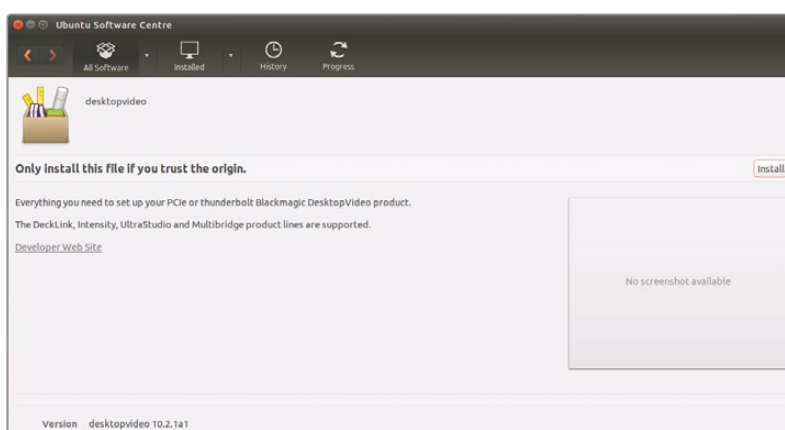 Ubuntu Software Centre
All Software
Installed
History
Progress
desktopvideo
Only install this file if you trust the origin.
Install
Everything you need to set up your PCIe or thunderbolt Blackmagic DesktopVideo product.
The DeckLink, Intensity, UltraStudio and Multibridge product lines are supported.
Developer Web Site
No screenshot available
Version desktopvideo 10.2.1a1